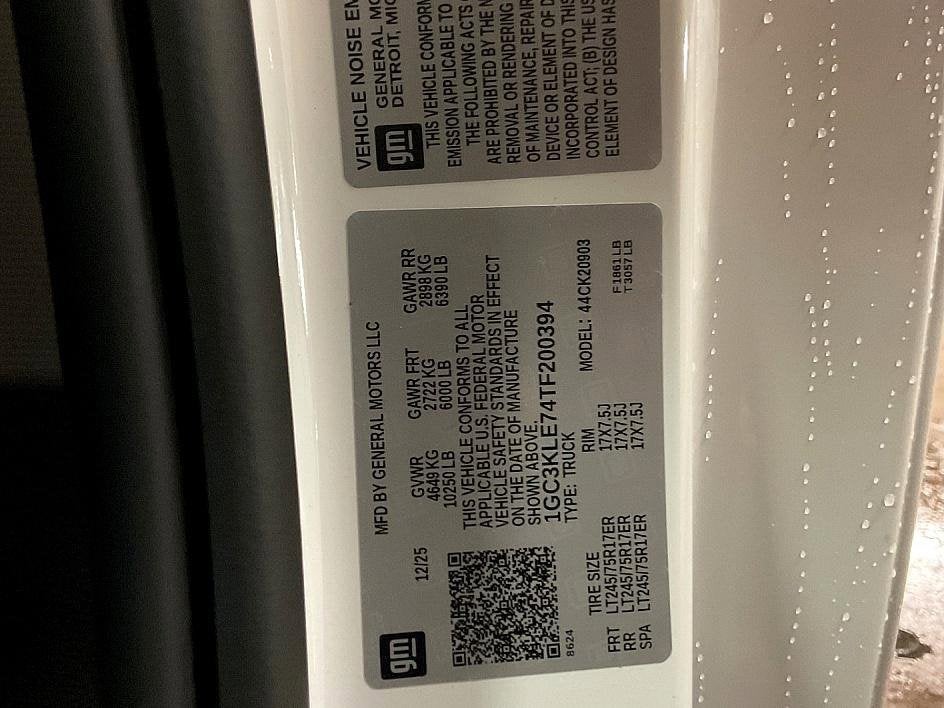 VEHICLE NOISE EM
gm
GENERAL MO
DETROIT, MIC
THIS VEHICLE CONFORM
EMISSION APPLICABLE TO
THE FOLLOWING ACTS
ARE PROHIBITED BY THE N
REMOVAL OR RENDERING
OF MAINTENANCE, REPAIR
DEVICE OR ELEMENT OF D
INCORPORATED INTO THIS
CONTROL ACT; (B) THE US
ELEMENT OF DESIGN HAS
gm
MFD BY GENERAL MOTORS LLC
12/25 GVWR GAWR FRT GAWR RR
4649 KG 2722 KG 2898 KG
10250 LB 6000 LB 6390 LB
THIS VEHICLE CONFORMS TO ALL
APPLICABLE U.S. FEDERAL MOTOR
VEHICLE SAFETY STANDARDS IN EFFECT
ON THE DATE OF MANUFACTURE
SHOWN ABOVE.
1GC3KLE74TF200394
8624 TYPE: TRUCK
MODEL: 44CK20903
TIRE SIZE RIM
FRT LT245/75R17ER 17X7.5J F1861 LB
RR LT245/75R17ER 17X7.5J T3057 LB
SPA LT245/75R17ER 17X7.5J